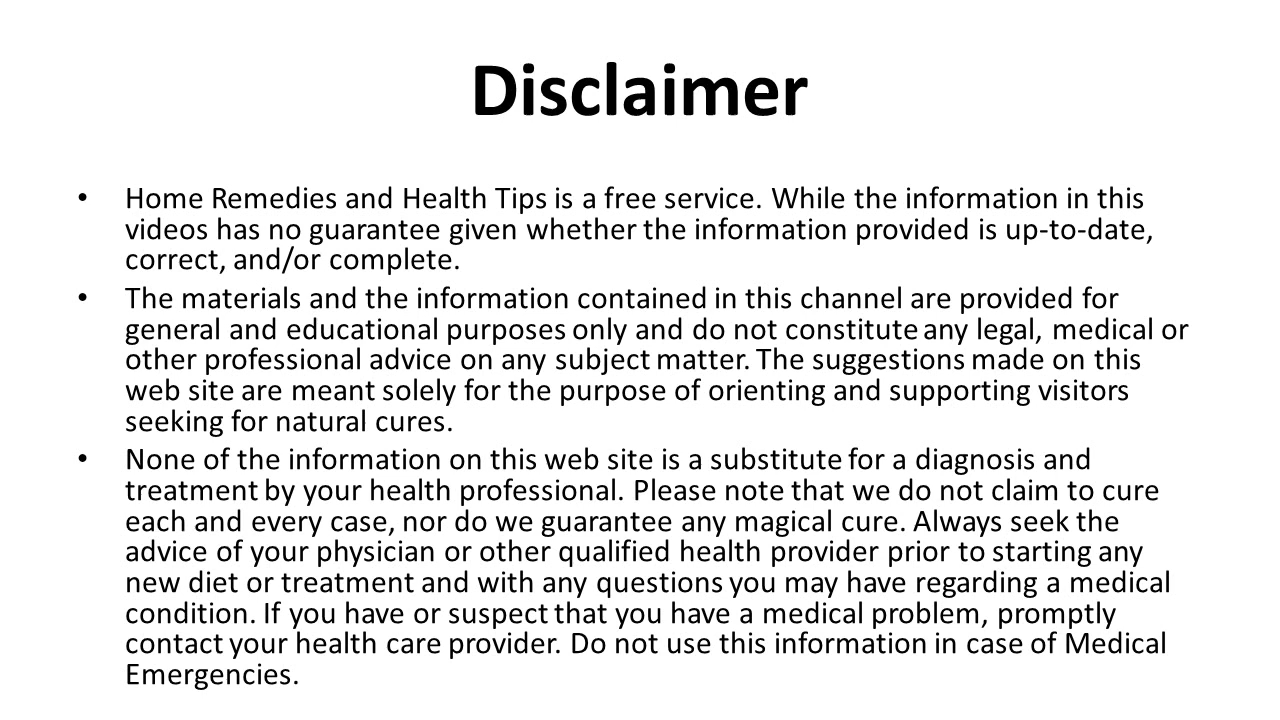 Disclaimer
• Home Remedies and Health Tips is a free service. While the information in this
videos has no guarantee given whether the information provided is up-to-date,
correct, and/or complete.
• The materials and the information contained in this channel are provided for
general and educational purposes only and do not constitute any legal, medical or
other professional advice on any subject matter. The suggestions made on this
web site are meant solely for the purpose of orienting and supporting visitors
seeking for natural cures.
• None of the information on this web site is a substitute for a diagnosis and
treatment by your health professional. Please note that we do not claim to cure
each and every case, nor do we guarantee any magical cure. Always seek the
advice of your physician or other qualified health provider prior to starting any
new diet or treatment and with any questions you may have regarding a medical
condition. If you have or suspect that you have a medical problem, promptly
contact your health care provider. Do not use this information in case of Medical
Emergencies.